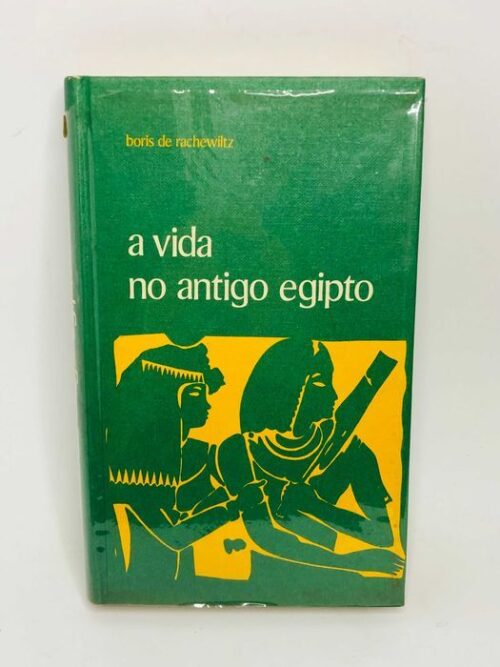 boris de rachewiltz
a vida
no antigo egipto